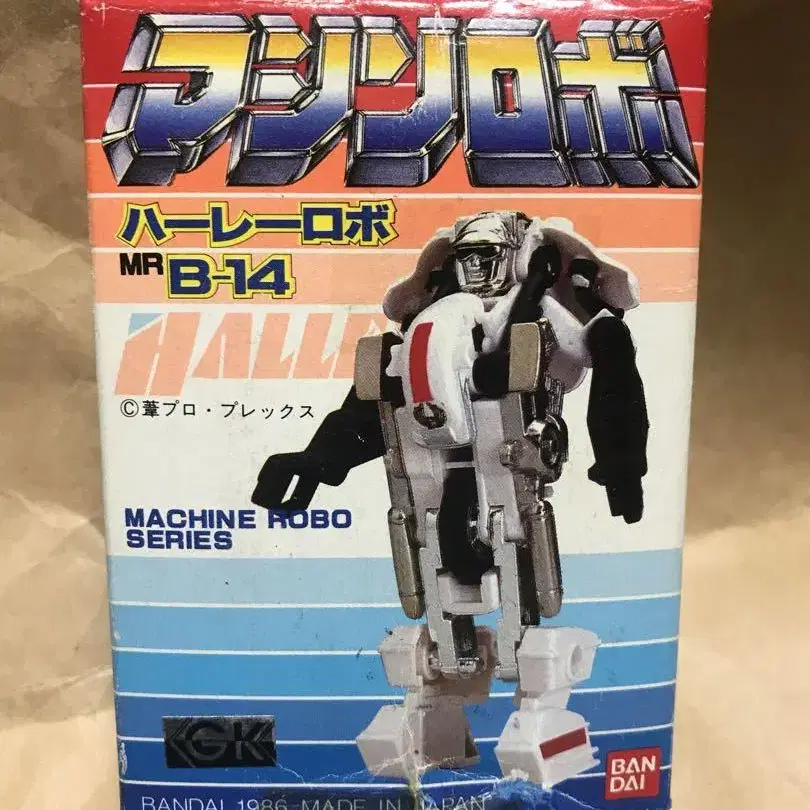 マシンロボ
ハーレーロボ
MR B-14
©葦プロ・プレックス
MACHINE ROBO
SERIES
GK
BAN
DAI
BANDAI 1986 MADE IN JAPAN